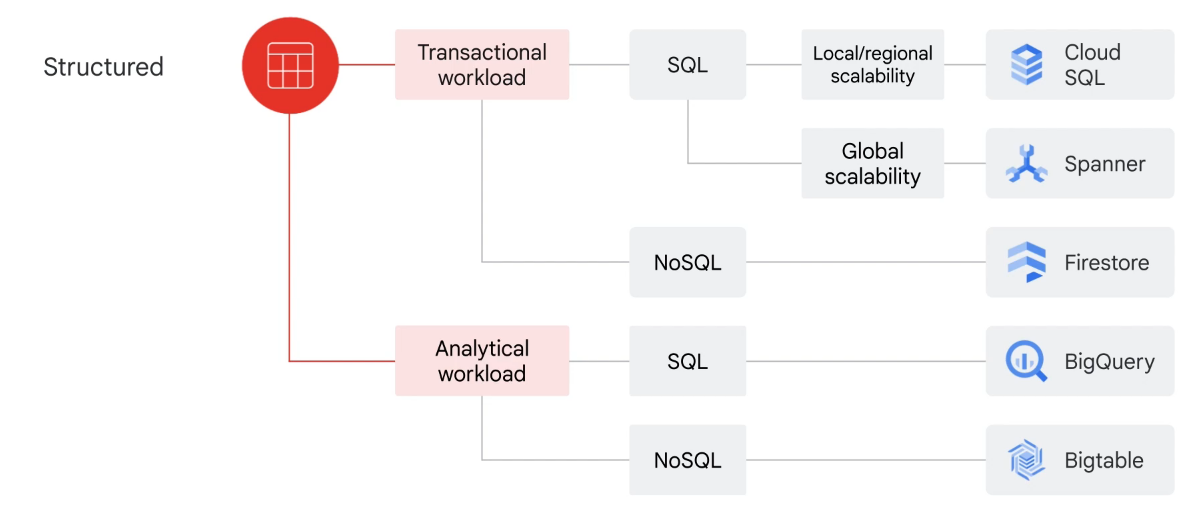 Structured
Transactional
workload
SQL
Local/regional
scalability
Cloud
SQL
Global
scalability
Spanner
NoSQL
Firestore
Analytical
workload
SQL
BigQuery
NoSQL
Bigtable